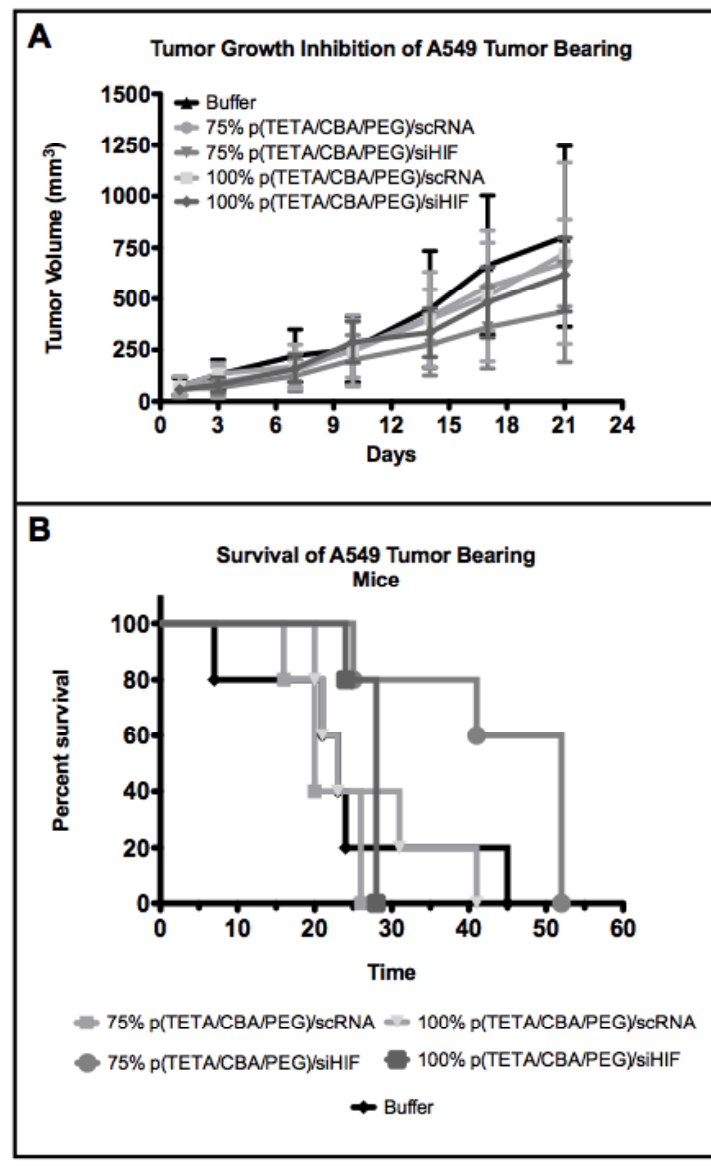 A
Tumor Growth Inhibition of A549 Tumor Bearing
1500
1250
1000
750
500
250
0
Tumor Volume (mm³)
Buffer
75% p(TETA/CBA/PEG)/scRNA
75% p(TETA/CBA/PEG)/siHIF
100% p(TETA/CBA/PEG)/scRNA
100% p(TETA/CBA/PEG)/siHIF
0 3 6 9 12 15 18 21 24
Days
B
Survival of A549 Tumor Bearing
Mice
100
80
60
40
20
0
Percent survival
0 10 20 30 40 50 60
Time
75% p(TETA/CBA/PEG)/scRNA 100% p(TETA/CBA/PEG)/scRNA
75% p(TETA/CBA/PEG)/siHIF 100% p(TETA/CBA/PEG)/siHIF
Buffer